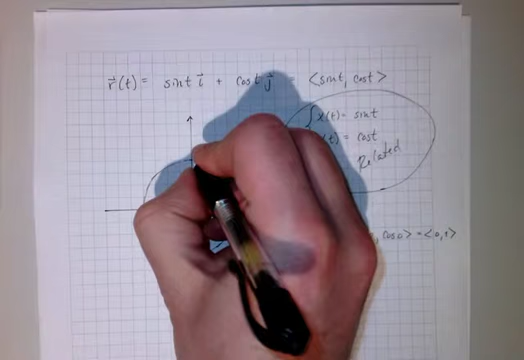 r⃗(t) = sint i⃗ + cost j⃗ = <sint, cost>
x(t) = sint
(t) = cost
Related
, cos0> = <0,1>